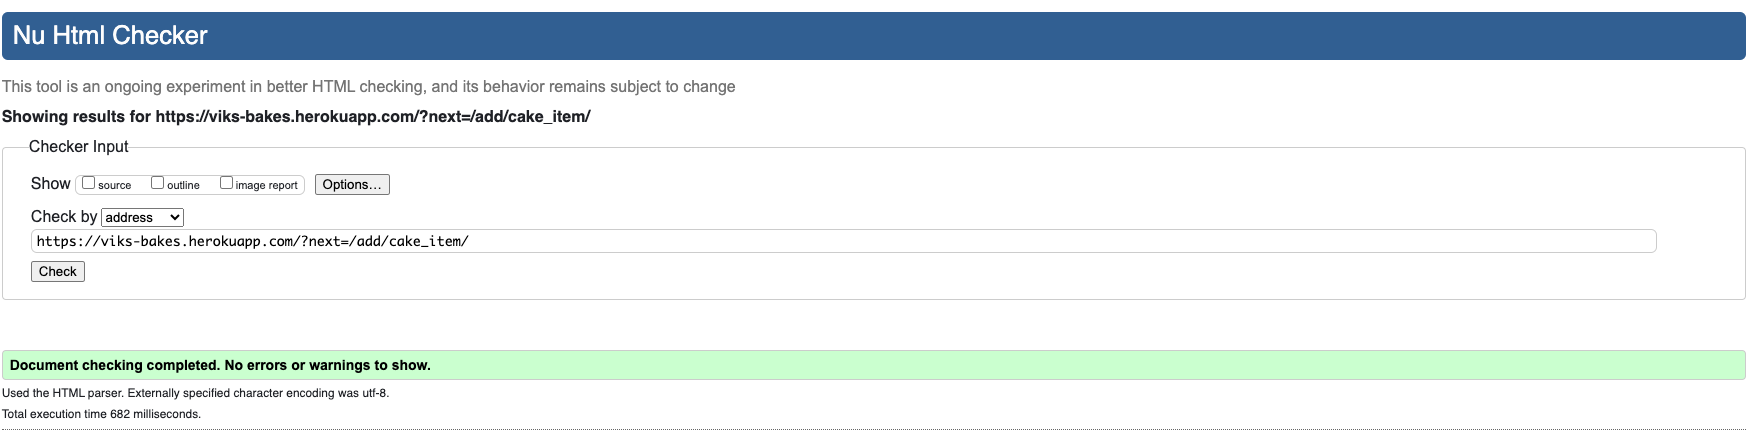 Nu Html Checker
This tool is an ongoing experiment in better HTML checking, and its behavior remains subject to change
Showing results for https://viks-bakes.herokuapp.com/?next=/add/cake_item/
Checker Input
Show source outline image report Options...
Check by address
https://viks-bakes.herokuapp.com/?next=/add/cake_item/
Check
Document checking completed. No errors or warnings to show.
Used the HTML parser. Externally specified character encoding was utf-8.
Total execution time 682 milliseconds.